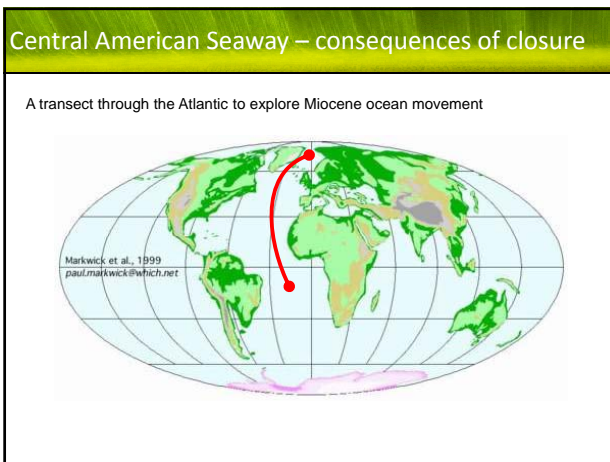 Central American Seaway – consequences of closure
A transect through the Atlantic to explore Miocene ocean movement
Markwick et al., 1999
paul.markwick@which.net